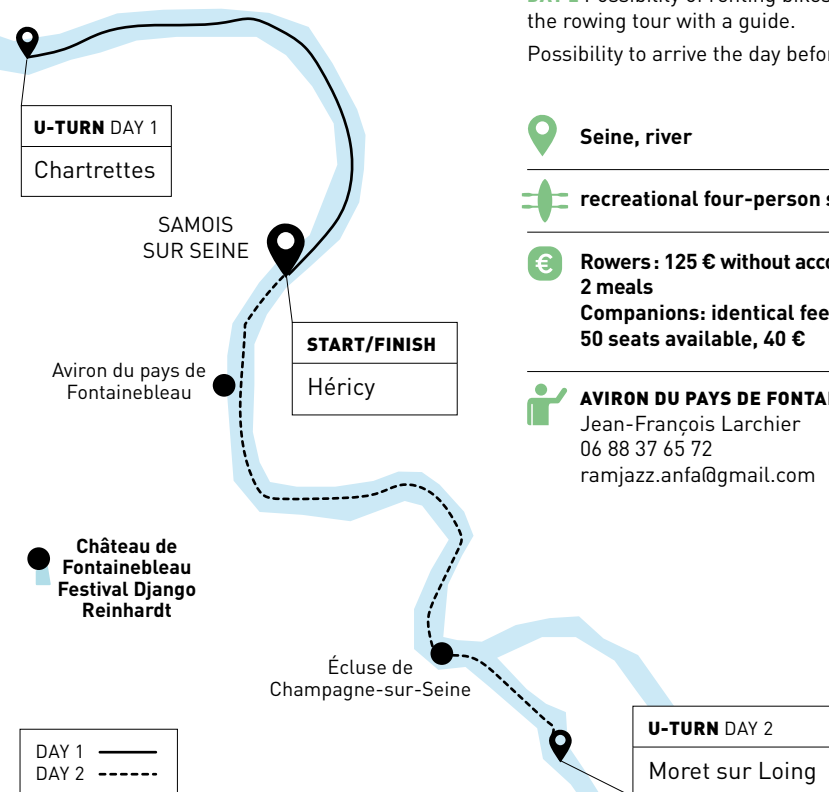 the rowing tour with a guide.
Possibility to arrive the day
U-TURN DAY 1
Chartrettes
Seine, river
recreational four-person
SAMOIS
SUR SEINE
€
Rowers: 125 € without
2 meals
Companions: identical
50 seats available, 40 €
START/FINISH
Héricy
Aviron du pays de
Fontainebleau
AVIRON DU PAYS DE
Jean-François Larchier
06 88 37 65 72
ramjazz.anfa@gmail.com
Château de
Fontainebleau
Festival Django
Reinhardt
Écluse de
Champagne-sur-Seine
U-TURN DAY 2
Moret sur Loing
DAY 1
DAY 2